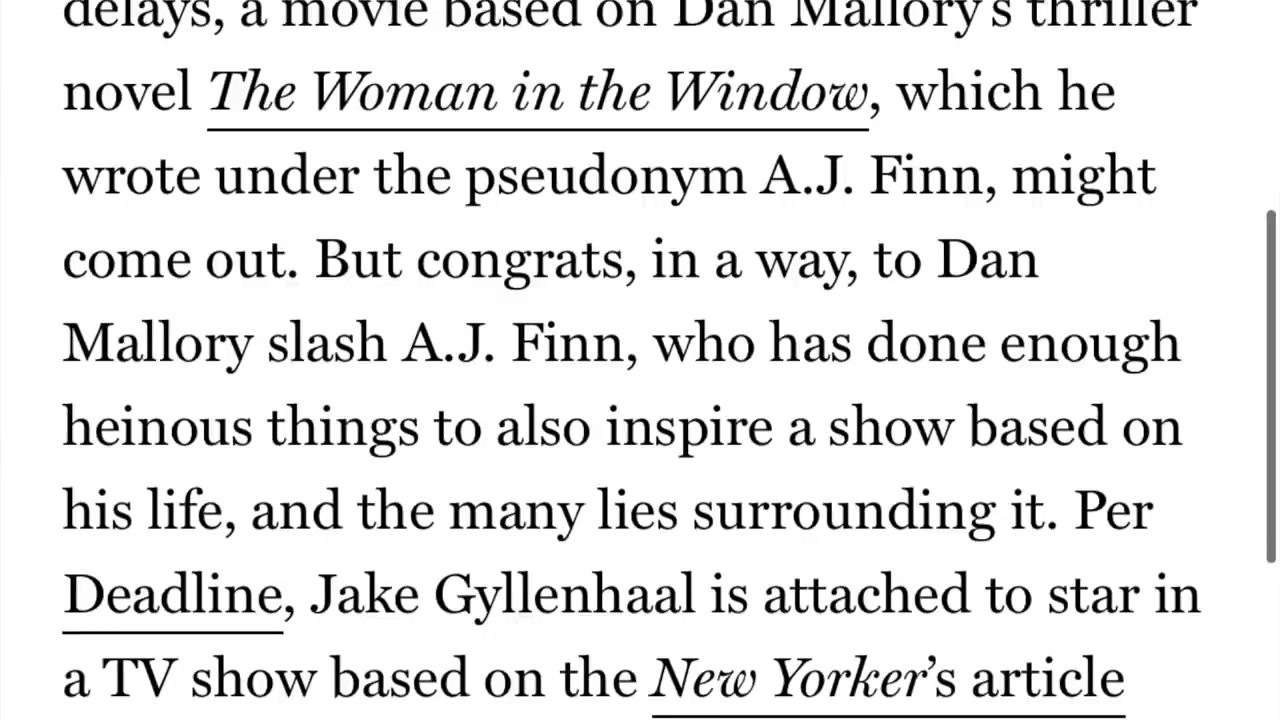 delays, a movie based on Dan Mallory's thriller
novel The Woman in the Window, which he
wrote under the pseudonym A.J. Finn, might
come out. But congrats, in a way, to Dan
Mallory slash A.J. Finn, who has done enough
heinous things to also inspire a show based on
his life, and the many lies surrounding it. Per
Deadline, Jake Gyllenhaal is attached to star in
a TV show based on the New Yorker’s article